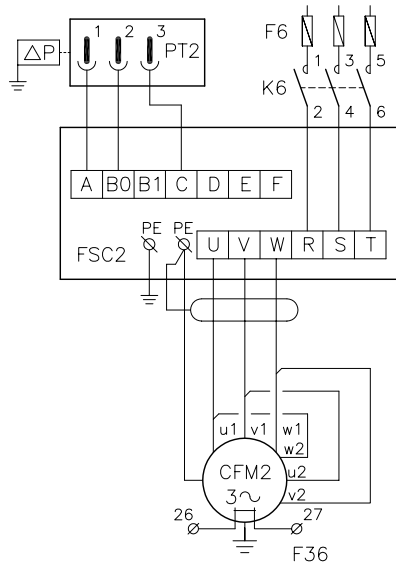 F6
1 2 3
ΔP
PT2
1 3 5
K6
2 4 6
A B0 B1 C D E F
PE PE
U V W R S T
FSC2
u1 v1 w1
w2
CFM2
u2
3~
v2
26
27
F36